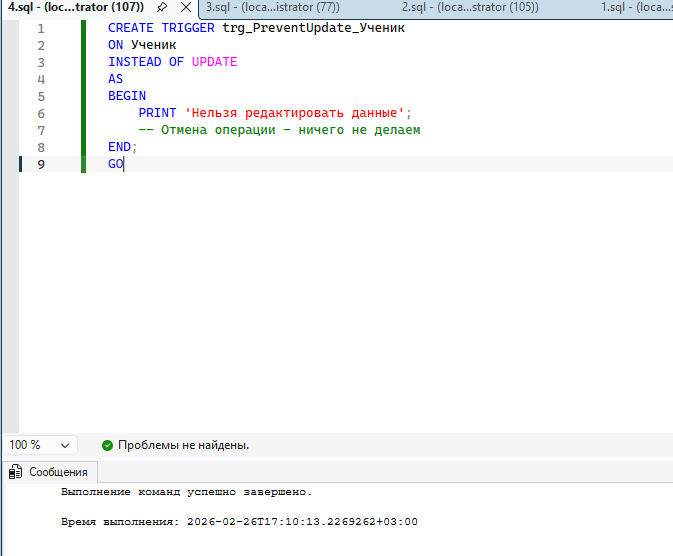 4.sql - (loc...trator (107)) 3.sql - (loca...istrator (77)) 2.sql - (loca...strator (105)) 1.sql - (loca...s
1 CREATE TRIGGER trg_PreventUpdate_Ученик
2 ON Ученик
3 INSTEAD OF UPDATE
4 AS
5 BEGIN
6 PRINT 'Нельзя редактировать данные';
7 -- Отмена операции - ничего не делаем
8 END;
9 GO
100 % Проблемы не найдены.
Сообщения
Выполнение команд успешно завершено.
Время выполнения: 2026-02-26T17:10:13.2269262+03:00